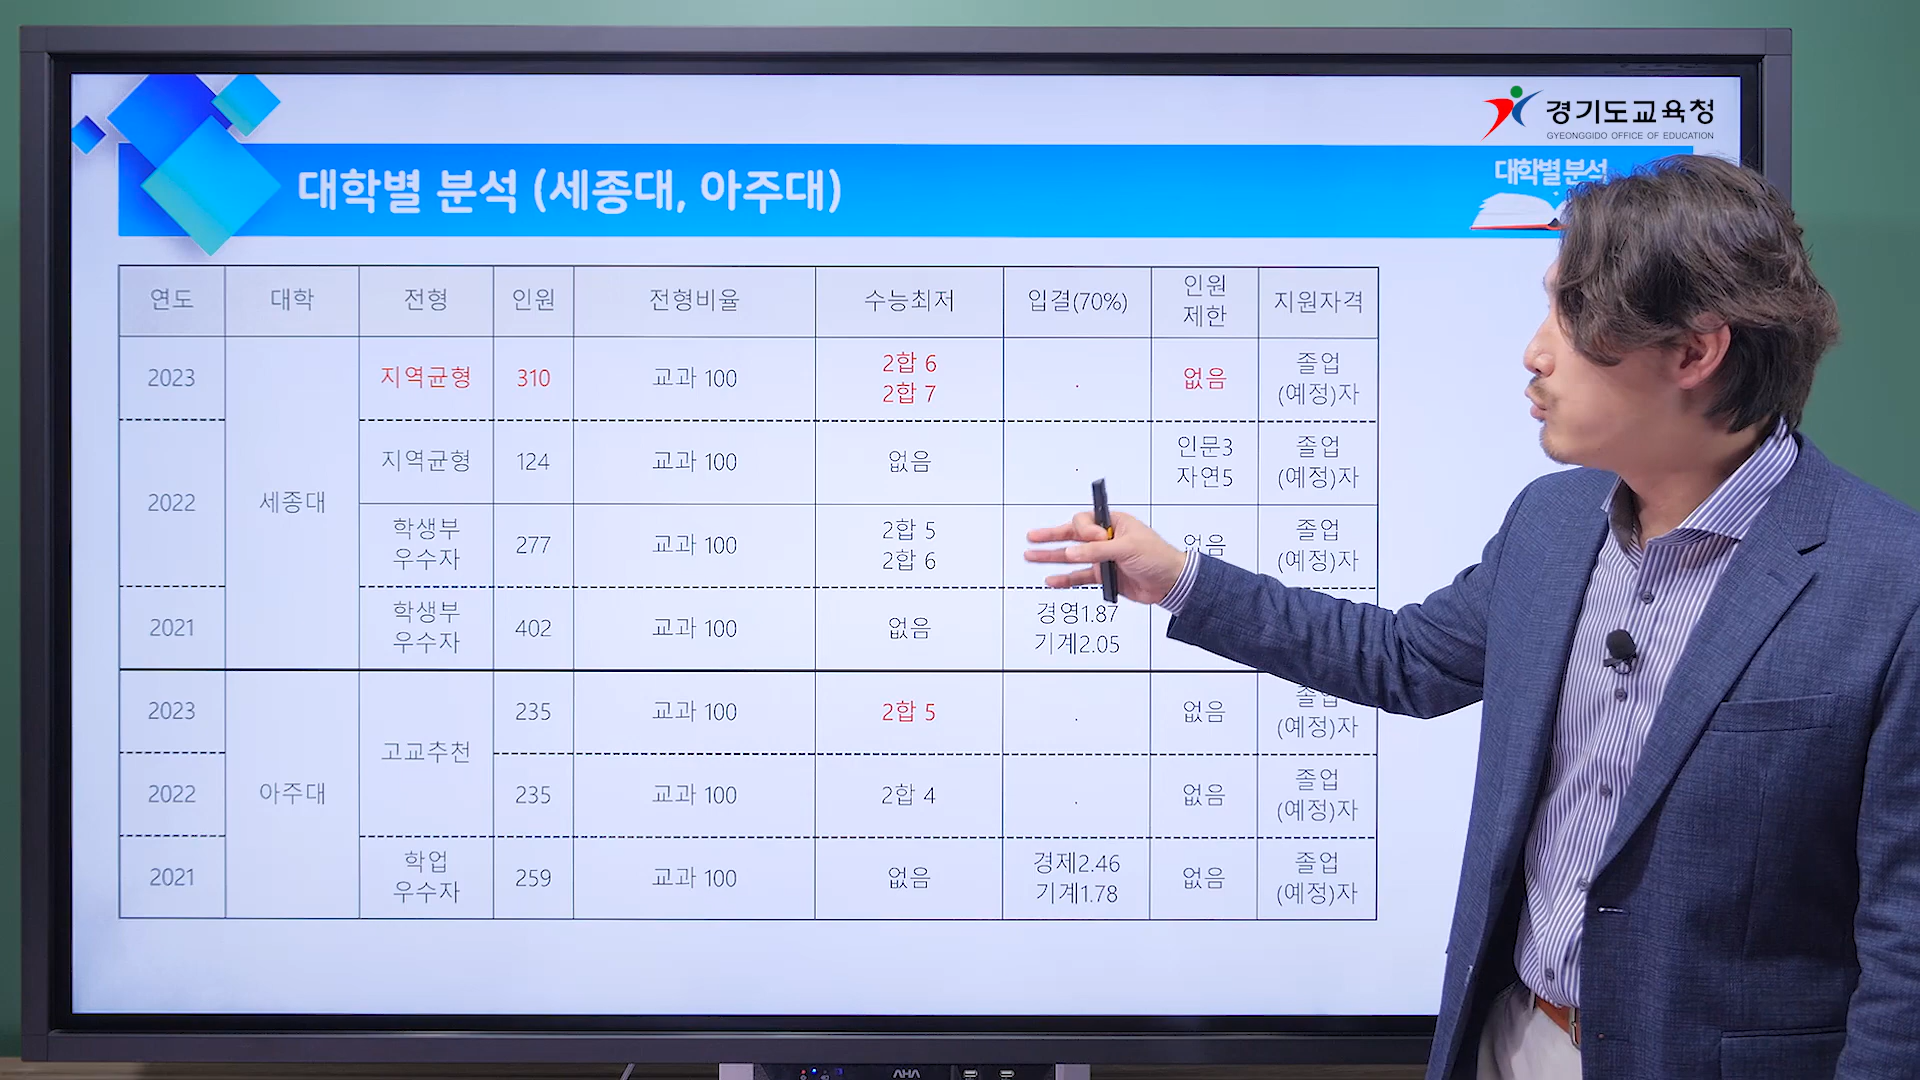 경기도교육청
GYEONGGIDO OFFICE OF EDUCATION
대학별 분석
대학별 분석 (세종대, 아주대)
연도 대학 전형 인원 전형비율 수능최저 입결(70%) 인원 제한 지원자격
2023 세종대 지역균형 310 교과 100 2합 6 2합 7 . 없음 졸업 (예정)자
2022 지역균형 124 교과 100 없음 . 인문3 자연5 졸업 (예정)자
학생부 우수자 277 교과 100 2합 5 2합 6 없음 졸업 (예정)자
2021 학생부 우수자 402 교과 100 없음 경영1.87 기계2.05
2023 아주대 고교추천 235 교과 100 2합 5 . 없음 졸업 (예정)자
2022 235 교과 100 2합 4 . 없음 졸업 (예정)자
2021 학업 우수자 259 교과 100 없음 경제2.46 기계1.78 없음 졸업 (예정)자
AHA